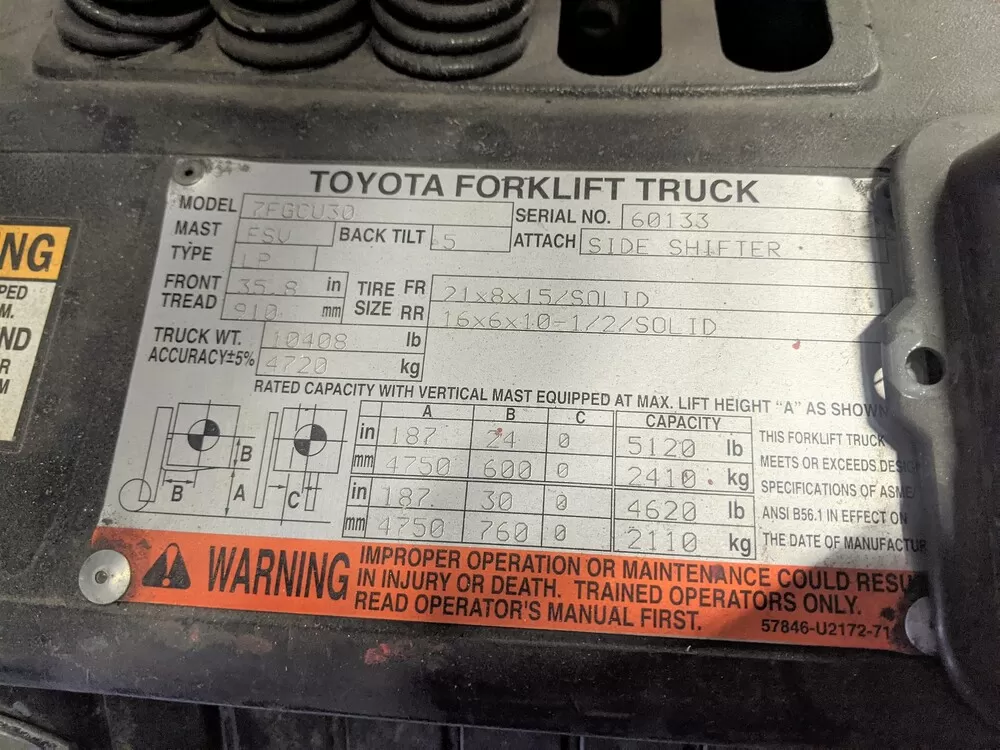 TOYOTA FORKLIFT TRUCK
MODEL 7FGCU30 SERIAL NO. 60133
MAST FSV BACK TILT 5 ATTACH SIDE SHIFTER
TYPE LP
FRONT TREAD 35.8 in TIRE SIZE FR 21x8x15/SOLID
910 mm RR 16x6x10-1/2/SOLID
TRUCK WT. 10408 lb
ACCURACY±5% 4720 kg
RATED CAPACITY WITH VERTICAL MAST EQUIPPED AT MAX. LIFT HEIGHT "A" AS SHOWN
A B C CAPACITY
in 187 24 0 5120 lb THIS FORKLIFT TRUCK
mm 4750 600 0 2410 kg MEETS OR EXCEEDS DESIGN
in 187 30 0 4620 lb SPECIFICATIONS OF ASME
mm 4750 760 0 2110 kg ANSI B56.1 IN EFFECT ON
THE DATE OF MANUFACTUR
B B A C
WARNING IMPROPER OPERATION OR MAINTENANCE COULD RESU
IN INJURY OR DEATH. TRAINED OPERATORS ONLY.
READ OPERATOR'S MANUAL FIRST. 57846-U2172-71
NG
PED
M.
ND
R
M